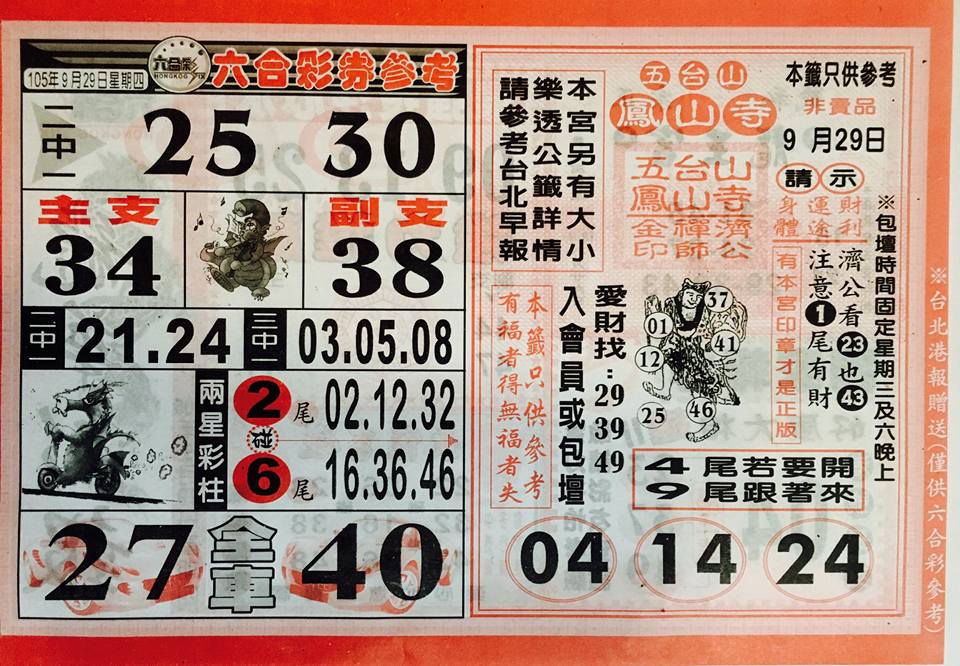 105年9月29日星期四
六合彩
HONGKOG
六合彩券參考
二中一
25 30
主支
34
副支
38
二中一
21.24
三中一
03.05.08
兩星彩柱
2尾 02.12.32
碰
6尾 16.36.46
27 全車 40
本宮另有大小
樂透公籤詳情
請參考台北早報
五台山
鳳山寺
本籤只供參考
非賣品
9月29日
請示
財利
運途
身體
五台山
鳳山寺
金山禪濟
印師公
※包壇時間固定星期三及六晚上
濟公看23也43
注意1尾有財
有本宮印章才是正版
愛財找:29 39 49
入會員或包壇
本籤只供參考
有福者得無福者失
37
01
41
12
46
25
4尾若要開
9尾跟著來
04 14 24
※台北港報贈送(僅供六合彩參考)